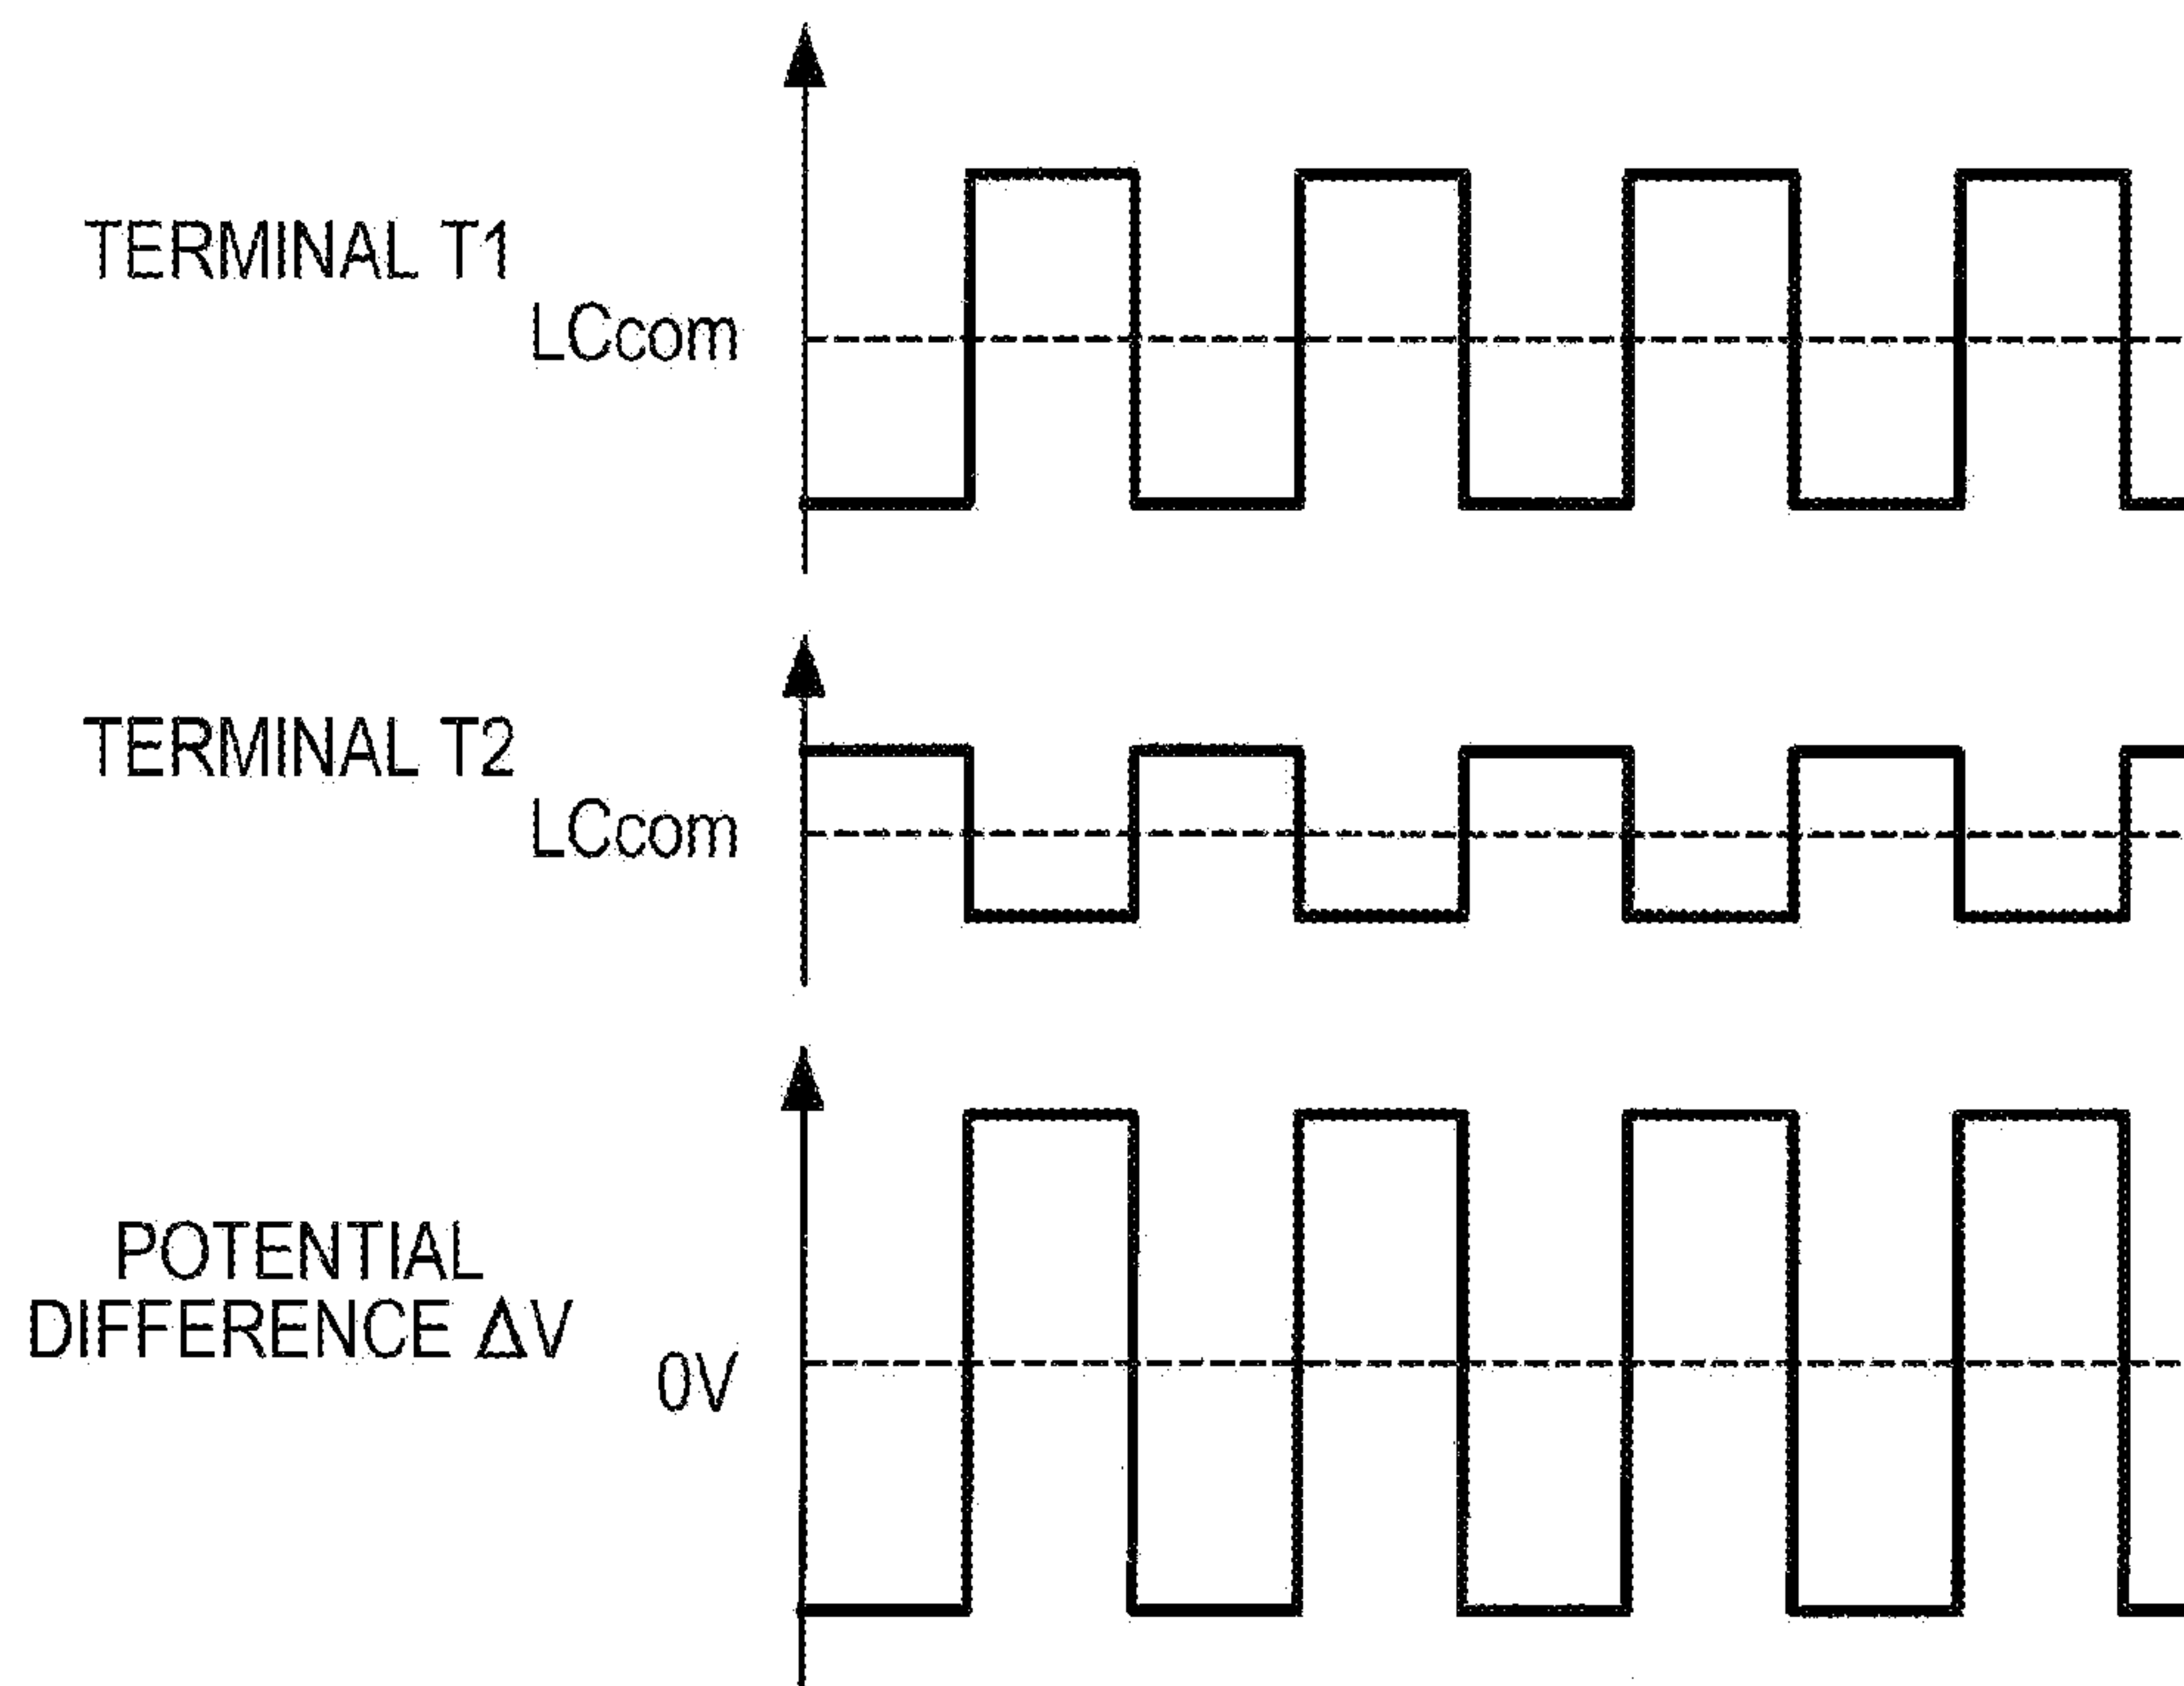 TERMINAL T1
LCcom
TERMINAL T2
LCcom
POTENTIAL
DIFFERENCE ΔV
0V